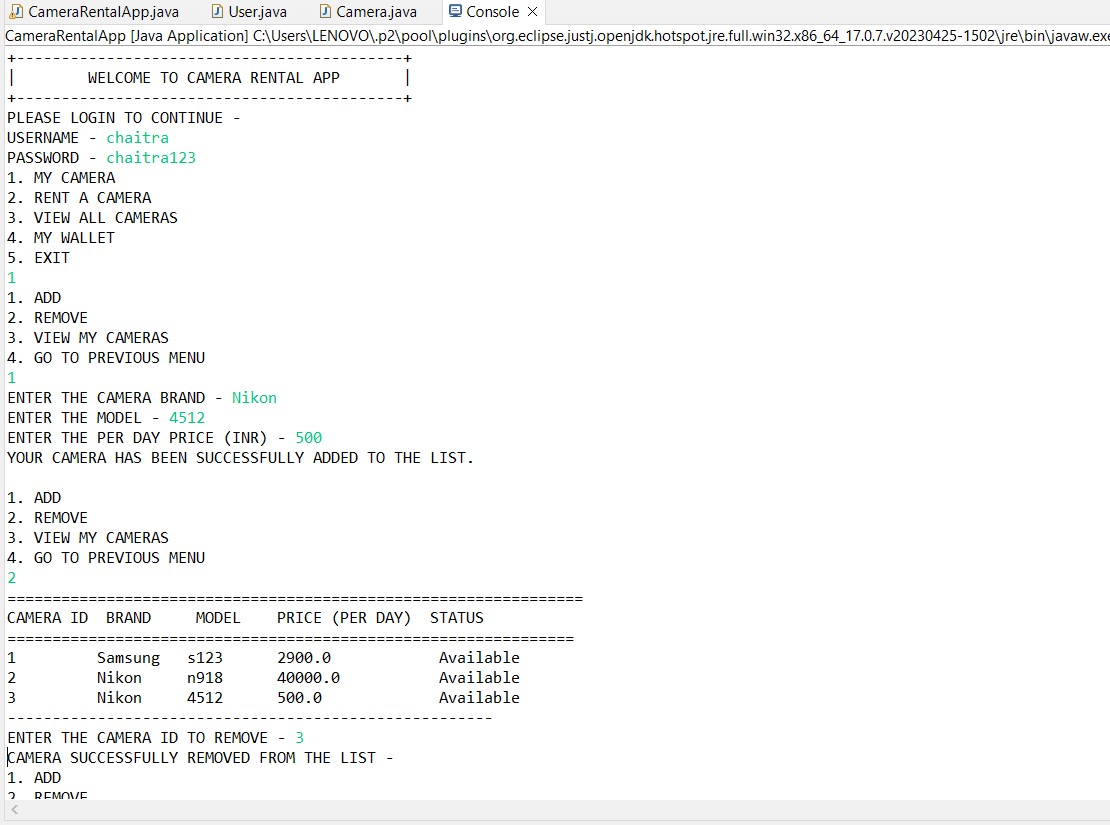 CameraRentalApp.java User.java Camera.java Console
CameraRentalApp [Java Application] C:\Users\LENOVO\.p2\pool\plugins\org.eclipse.justj.openjdk.hotspot.jre.full.win32.x86_64_17.0.7.v20230425-1502\jre\bin\javaw.exe
+-------------------------------------------+
|        WELCOME TO CAMERA RENTAL APP       |
+-------------------------------------------+
PLEASE LOGIN TO CONTINUE -
USERNAME - chaitra
PASSWORD - chaitra123
1. MY CAMERA
2. RENT A CAMERA
3. VIEW ALL CAMERAS
4. MY WALLET
5. EXIT
1
1. ADD
2. REMOVE
3. VIEW MY CAMERAS
4. GO TO PREVIOUS MENU
1
ENTER THE CAMERA BRAND - Nikon
ENTER THE MODEL - 4512
ENTER THE PER DAY PRICE (INR) - 500
YOUR CAMERA HAS BEEN SUCCESSFULLY ADDED TO THE LIST.
1. ADD
2. REMOVE
3. VIEW MY CAMERAS
4. GO TO PREVIOUS MENU
2
================================================================
CAMERA ID  BRAND     MODEL    PRICE (PER DAY)  STATUS
===============================================================
1         Samsung   s123      2900.0            Available
2         Nikon     n918      40000.0           Available
3         Nikon     4512      500.0             Available
------------------------------------------------------
ENTER THE CAMERA ID TO REMOVE - 3
CAMERA SUCCESSFULLY REMOVED FROM THE LIST -
1. ADD
2. REMOVE